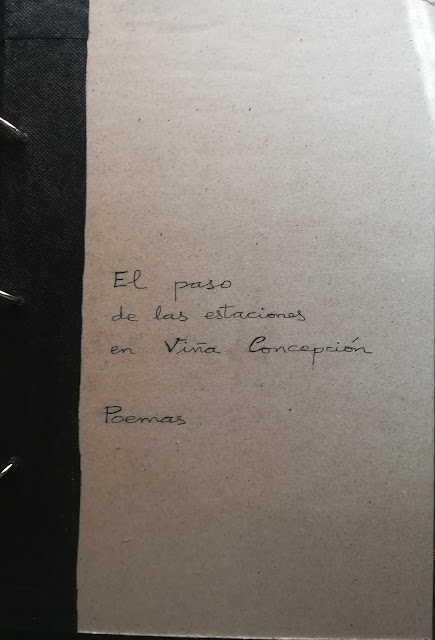 El paso
de las estaciones
en Viña Concepción
Poemas